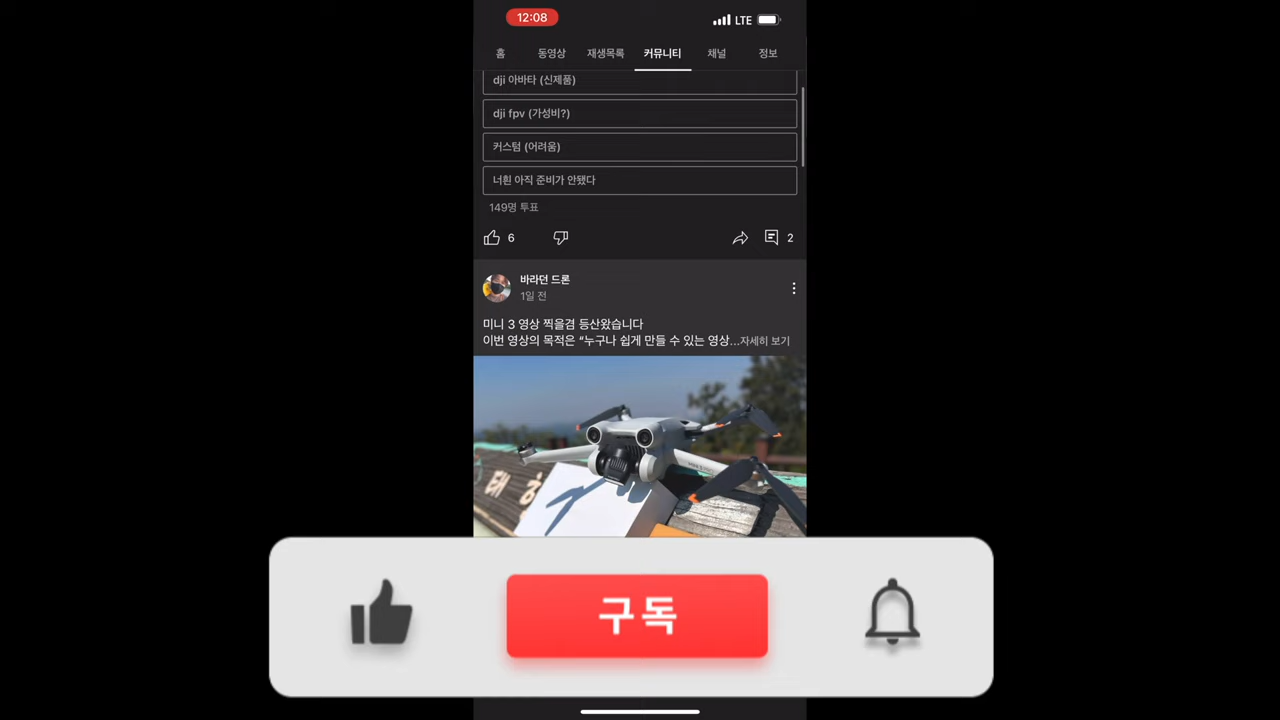 12:08
LTE
홈 동영상 재생목록 커뮤니티 채널 정보
dji 아바타 (신제품)
dji fpv (가성비?)
커스텀 (어려움)
너흰 아직 준비가 안됐다
149명 투표
6 2
바라던 드론
1일 전
미니 3 영상 찍을겸 등산왔습니다
이번 영상의 목적은 “누구나 쉽게 만들 수 있는 영상...자세히 보기
태
구독